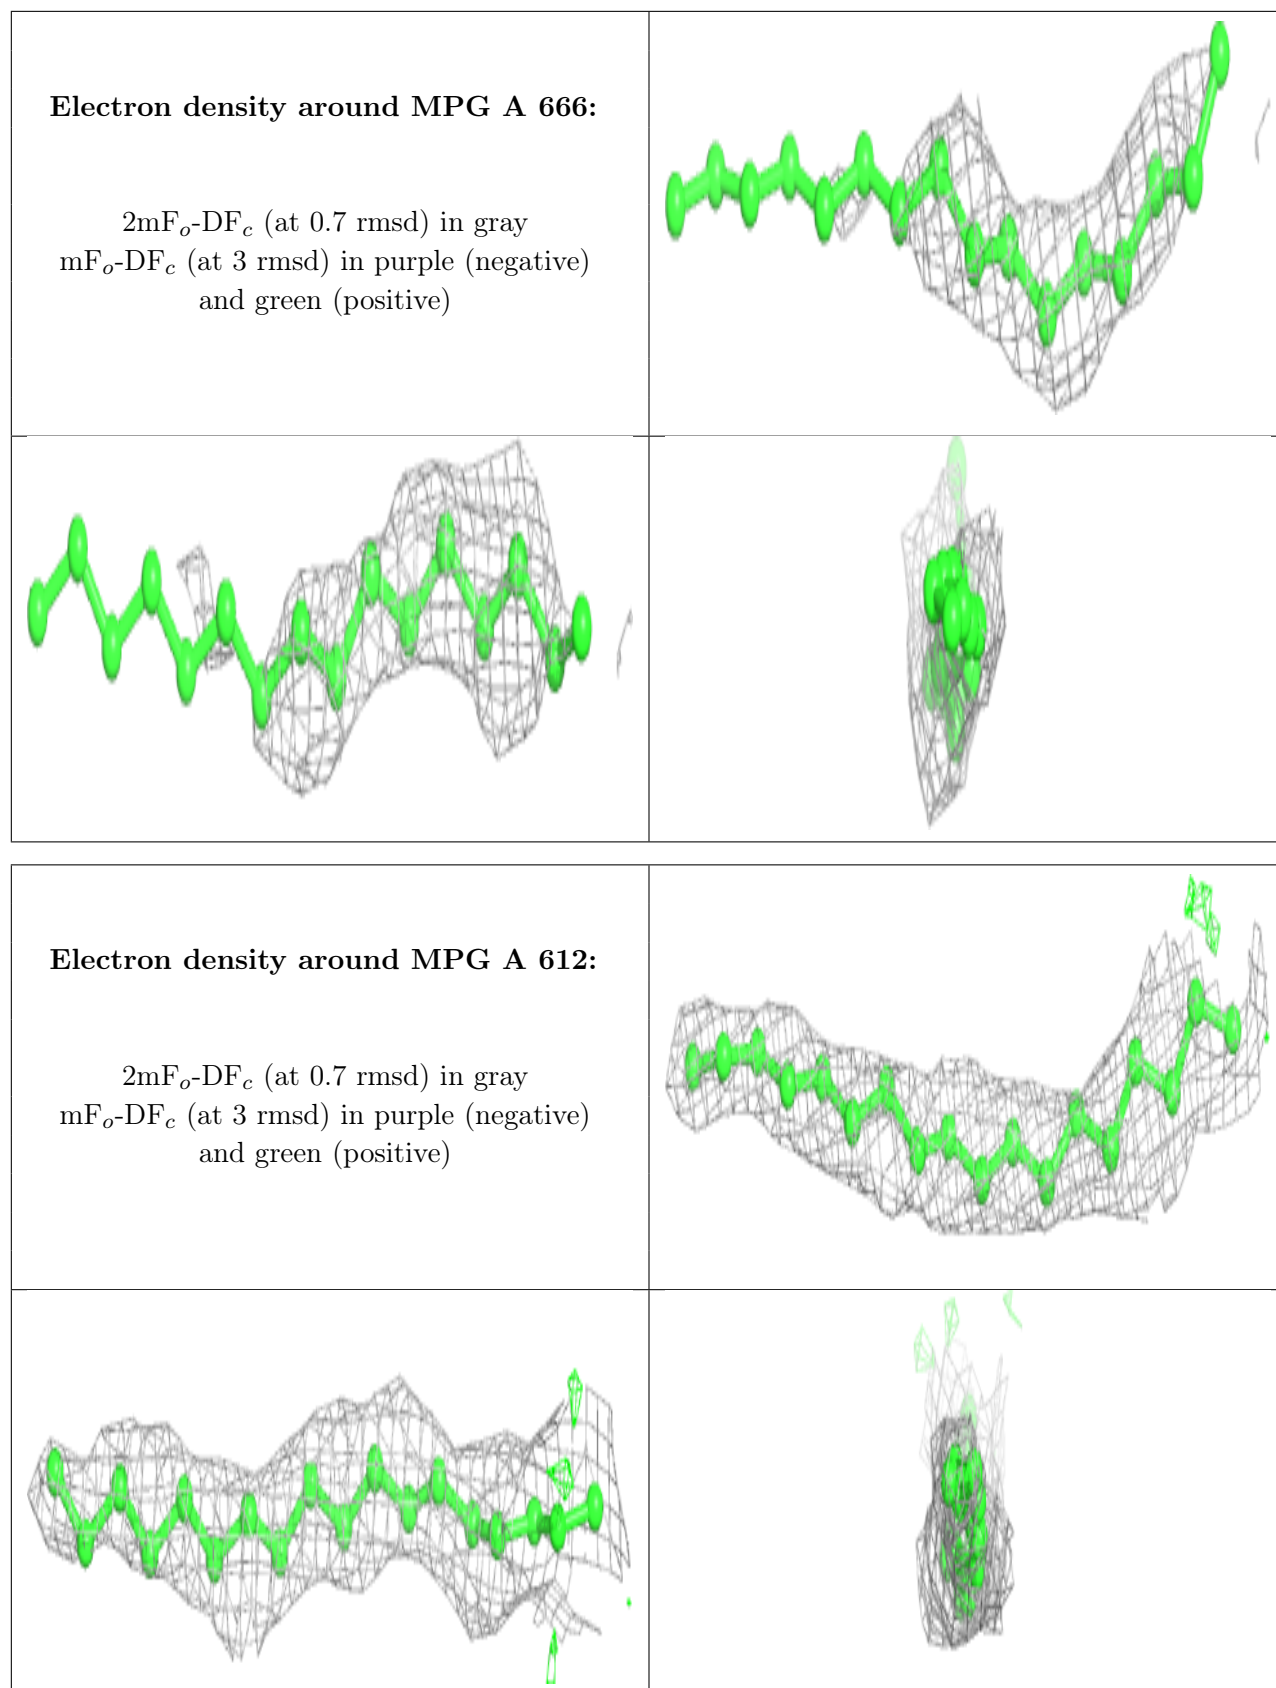 Electron density around MPG A 666:
2mFₒ-DF𝒸 (at 0.7 rmsd) in gray
mFₒ-DF𝒸 (at 3 rmsd) in purple (negative)
and green (positive)
Electron density around MPG A 612:
2mFₒ-DF𝒸 (at 0.7 rmsd) in gray
mFₒ-DF𝒸 (at 3 rmsd) in purple (negative)
and green (positive)